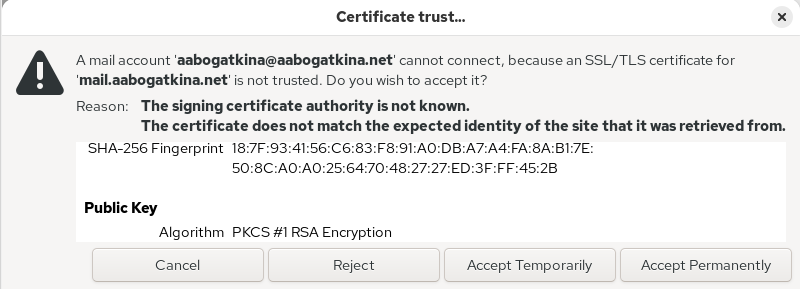 Certificate trust...
A mail account 'aabogatkina@aabogatkina.net' cannot connect, because an SSL/TLS certificate for
'mail.aabogatkina.net' is not trusted. Do you wish to accept it?
Reason: The signing certificate authority is not known.
The certificate does not match the expected identity of the site that it was retrieved from.
SHA-256 Fingerprint 18:7F:93:41:56:C6:83:F8:91:A0:DB:A7:A4:FA:8A:B1:7E:
50:8C:A0:A0:25:64:70:48:27:27:ED:3F:FF:45:2B
Public Key
Algorithm PKCS #1 RSA Encryption
Cancel Reject Accept Temporarily Accept Permanently